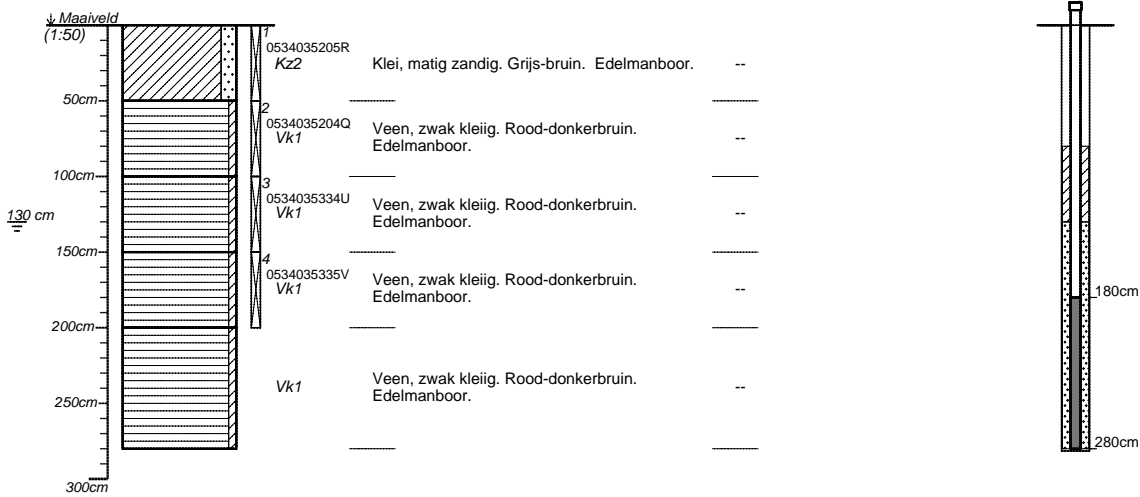 Maaiveld
(1:50)
1
0534035205R
Kz2 Klei, matig zandig. Grijs-bruin. Edelmanboor. --
50cm
2
0534035204Q
Vk1 Veen, zwak kleiig. Rood-donkerbruin. --
Edelmanboor.
100cm
3
0534035334U
Vk1 Veen, zwak kleiig. Rood-donkerbruin. --
Edelmanboor.
130 cm
150cm
4
0534035335V
Vk1 Veen, zwak kleiig. Rood-donkerbruin. --
Edelmanboor.
180cm
200cm
Vk1 Veen, zwak kleiig. Rood-donkerbruin. --
Edelmanboor.
250cm
280cm
300cm